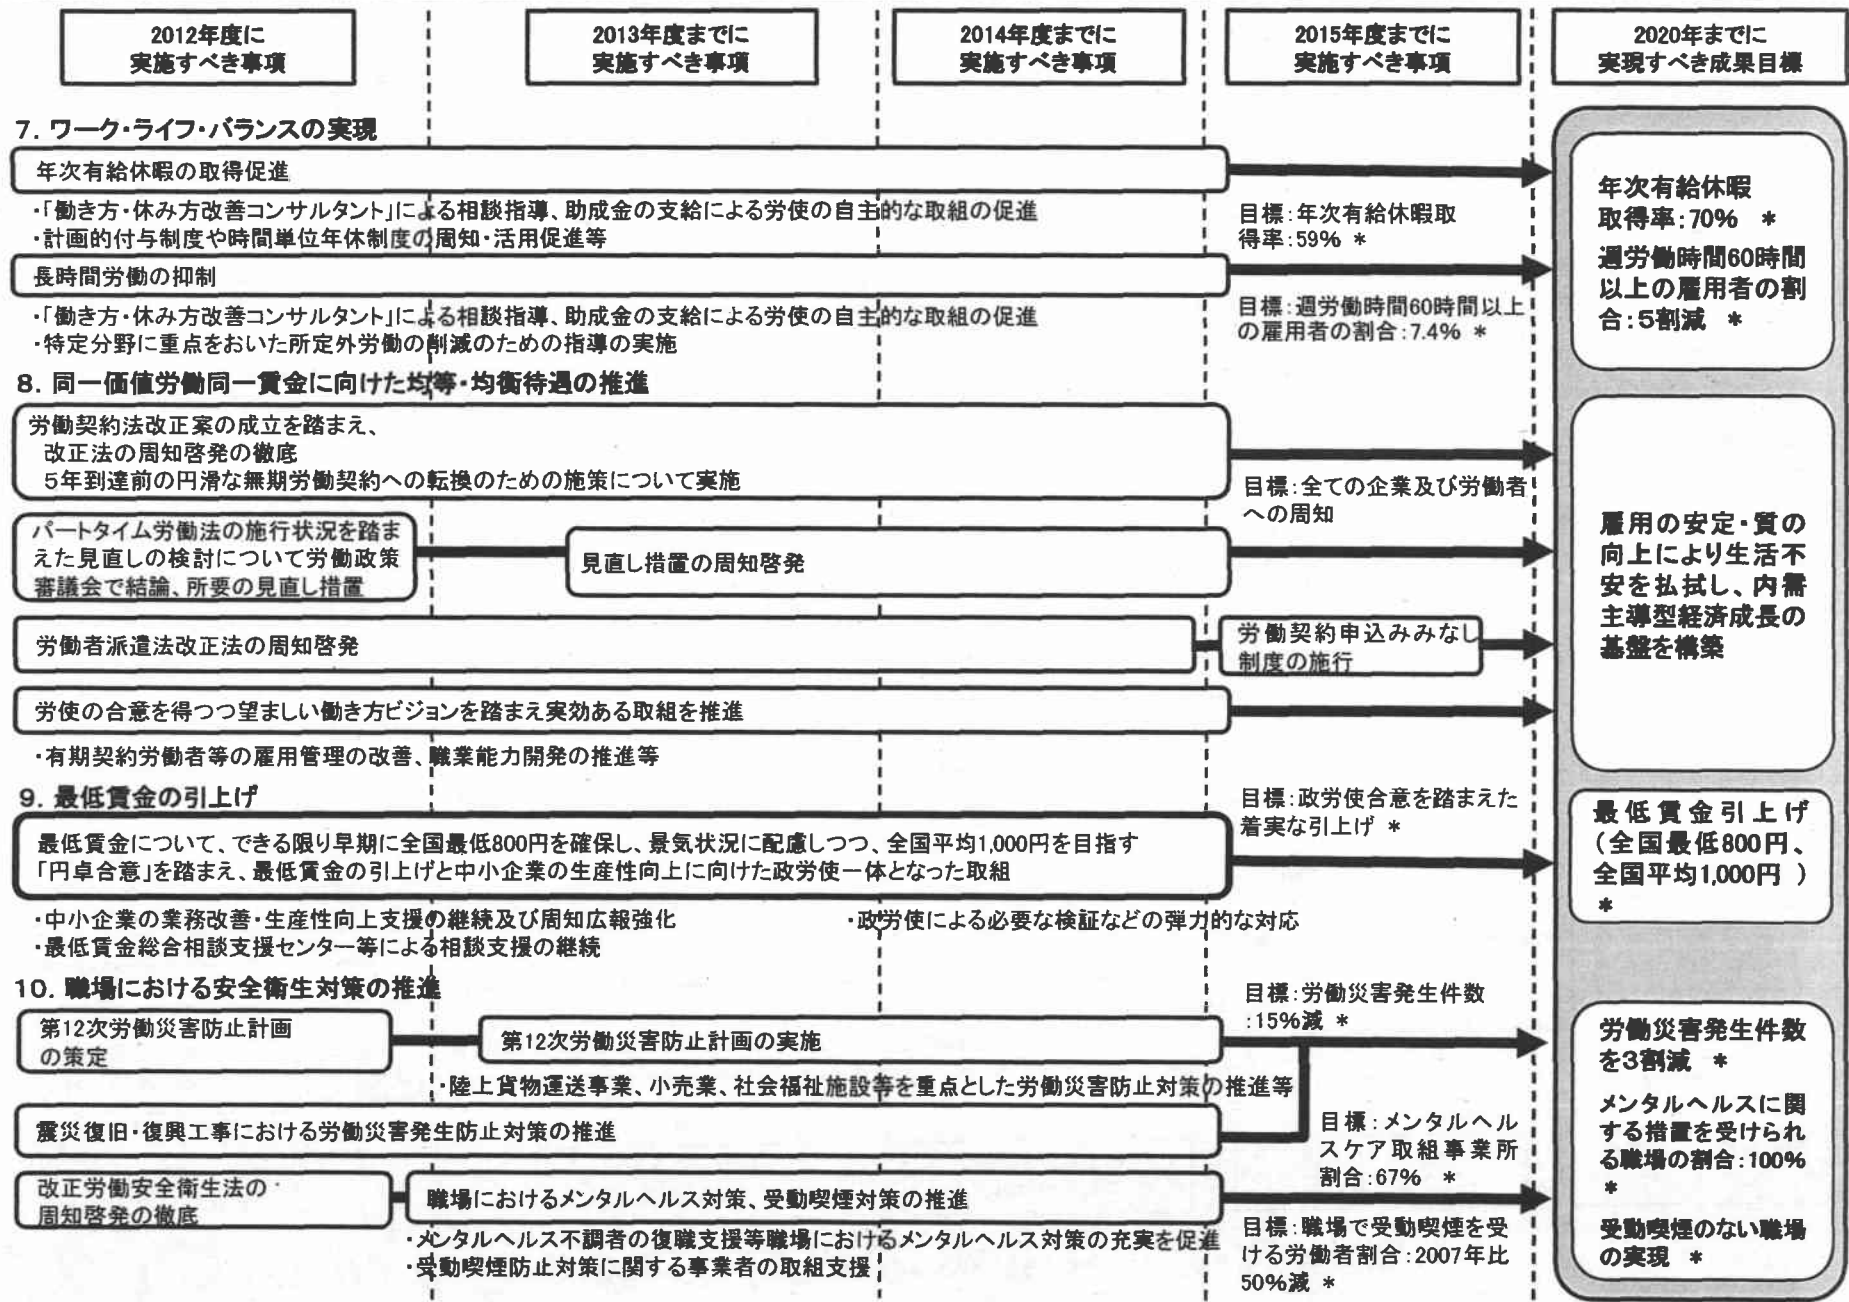 2012年度に
実施すべき事項
2013年度までに
実施すべき事項
2014年度までに
実施すべき事項
2015年度までに
実施すべき事項
2020年までに
実現すべき成果目標
7. ワーク・ライフ・バランスの実現
年次有給休暇の取得促進
・「働き方・休み方改善コンサルタント」による相談指導、助成金の支給による労使の自主的な取組の促進
・計画的付与制度や時間単位年休制度の周知・活用促進等
目標:年次有給休暇取
得率:59% *
長時間労働の抑制
・「働き方・休み方改善コンサルタント」による相談指導、助成金の支給による労使の自主的な取組の促進
・特定分野に重点をおいた所定外労働の削減のための指導の実施
目標:週労働時間60時間以上
の雇用者の割合:7.4% *
年次有給休暇
取得率:70% *
週労働時間60時間
以上の雇用者の割
合:5割減 *
8. 同一価値労働同一賃金に向けた均等・均衡待遇の推進
労働契約法改正案の成立を踏まえ、
改正法の周知啓発の徹底
5年到達前の円滑な無期労働契約への転換のための施策について実施
目標:全ての企業及び労働者
への周知
パートタイム労働法の施行状況を踏ま
えた見直しの検討について労働政策
審議会で結論、所要の見直し措置
見直し措置の周知啓発
労働者派遣法改正法の周知啓発
労働契約申込みみなし
制度の施行
労使の合意を得つつ望ましい働き方ビジョンを踏まえ実効ある取組を推進
・有期契約労働者等の雇用管理の改善、職業能力開発の推進等
雇用の安定・質の
向上により生活不
安を払拭し、内需
主導型経済成長の
基盤を構築
9. 最低賃金の引上げ
目標:政労使合意を踏まえた
着実な引上げ *
最低賃金について、できる限り早期に全国最低800円を確保し、景気状況に配慮しつつ、全国平均1,000円を目指す
「円卓合意」を踏まえ、最低賃金の引上げと中小企業の生産性向上に向けた政労使一体となった取組
・中小企業の業務改善・生産性向上支援の継続及び周知広報強化
・政労使による必要な検証などの弾力的な対応
・最低賃金総合相談支援センター等による相談支援の継続
最低賃金引上げ
(全国最低800円、
全国平均1,000円 )
*
10. 職場における安全衛生対策の推進
目標:労働災害発生件数
:15%減 *
第12次労働災害防止計画
の策定
第12次労働災害防止計画の実施
・陸上貨物運送事業、小売業、社会福祉施設等を重点とした労働災害防止対策の推進等
震災復旧・復興工事における労働災害発生防止対策の推進
目標:メンタルヘル
スケア取組事業所
割合:67% *
改正労働安全衛生法の
周知啓発の徹底
職場におけるメンタルヘルス対策、受動喫煙対策の推進
・メンタルヘルス不調者の復職支援等職場におけるメンタルヘルス対策の充実を促進
・受動喫煙防止対策に関する事業者の取組支援
目標:職場で受動喫煙を受
ける労働者割合:2007年比
50%減 *
労働災害発生件数
を3割減 *
メンタルヘルスに関
する措置を受けられ
る職場の割合:100%
*
受動喫煙のない職場
の実現 *